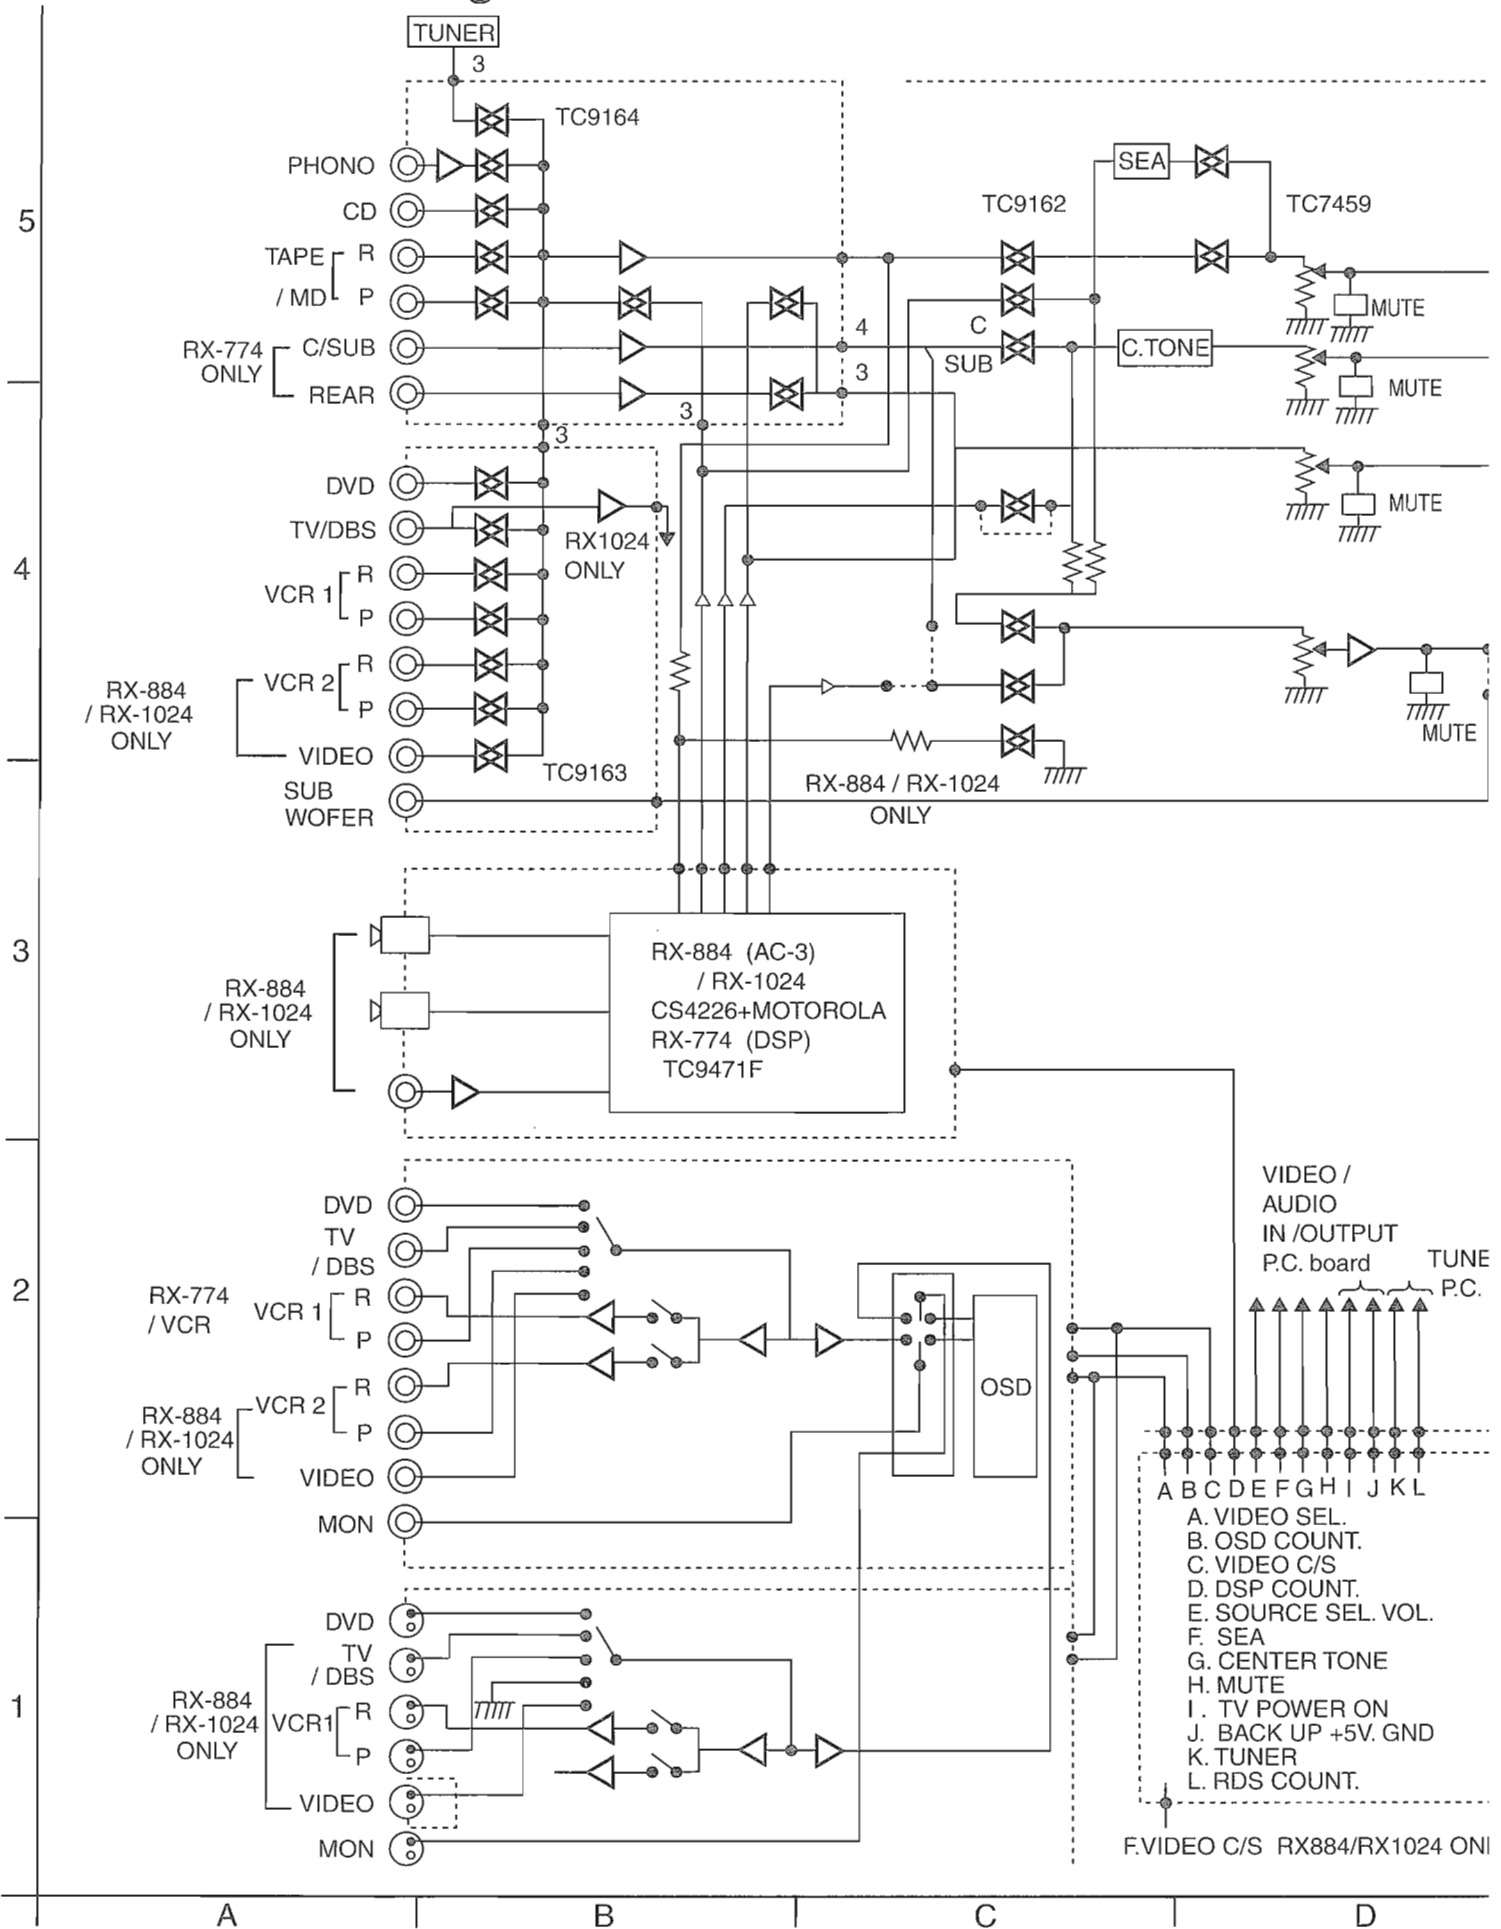 TUNER
3
TC9164
PHONO
SEA
CD
TC9162
TC7459
5
TAPE
R
/ MD
P
MUTE
4
C
RX-774
ONLY
C/SUB
SUB
C.TONE
3
REAR
3
MUTE
3
DVD
MUTE
TV/DBS
RX1024
ONLY
4
R
VCR 1
P
R
VCR 2
P
RX-884
/ RX-1024
ONLY
VIDEO
TC9163
MUTE
SUB
WOFER
RX-884 / RX-1024
ONLY
3
RX-884
/ RX-1024
ONLY
RX-884 (AC-3)
/ RX-1024
CS4226+MOTOROLA
RX-774 (DSP)
TC9471F
DVD
TV
/ DBS
VIDEO /
AUDIO
IN /OUTPUT
P.C. board
TUNE
P.C.
2
RX-774
/ VCR
VCR 1
R
P
OSD
VCR 2
R
P
RX-884
/ RX-1024
ONLY
VIDEO
MON
A B C D E F G H I J K L
A. VIDEO SEL.
B. OSD COUNT.
C. VIDEO C/S
D. DSP COUNT.
E. SOURCE SEL. VOL.
F. SEA
G. CENTER TONE
H. MUTE
I. TV POWER ON
J. BACK UP +5V. GND
K. TUNER
L. RDS COUNT.
DVD
TV
/ DBS
1
RX-884
/ RX-1024
ONLY
VCR1
R
P
VIDEO
MON
F.VIDEO C/S RX884/RX1024 ONI
A
B
C
D